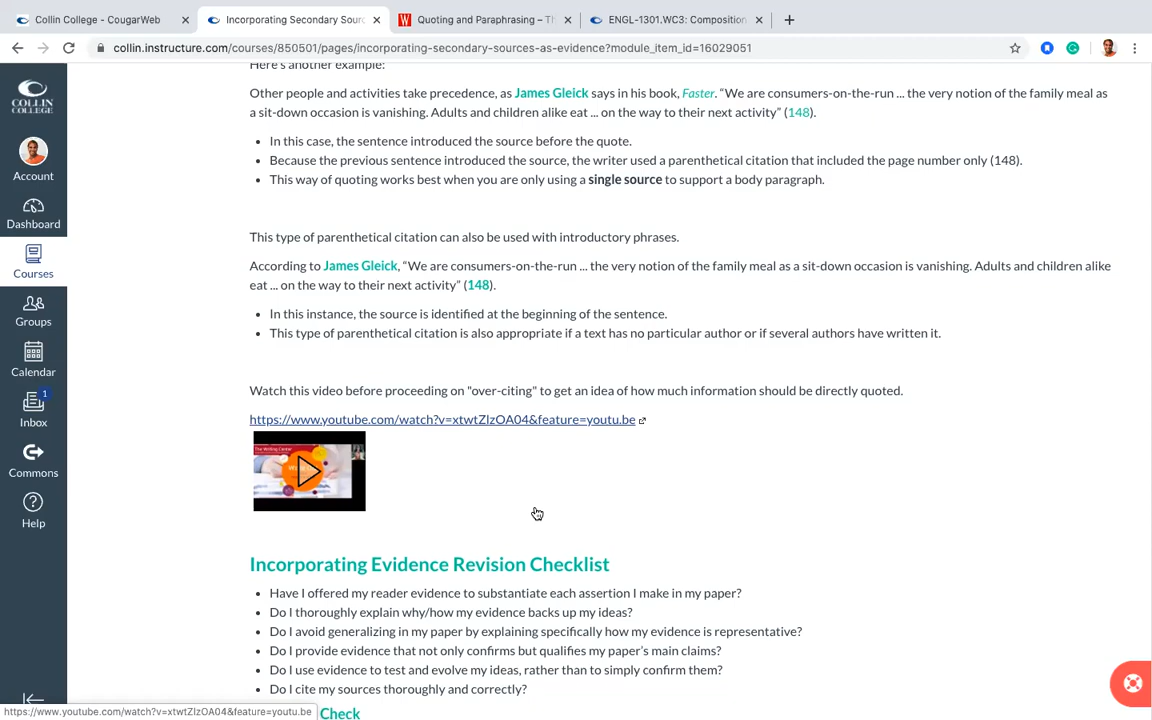 Collin College - CougarWeb
Incorporating Secondary Sourc
Quoting and Paraphrasing – Th
ENGL-1301.WC3: Composition
collin.instructure.com/courses/850501/pages/incorporating-secondary-sources-as-evidence?module_item_id=16029051
COLLIN COLLEGE
Account
Dashboard
Courses
Groups
Calendar
1
Inbox
Commons
Help
Here's another example:
Other people and activities take precedence, as James Gleick says in his book, Faster. “We are consumers-on-the-run ... the very notion of the family meal as
a sit-down occasion is vanishing. Adults and children alike eat ... on the way to their next activity” (148).
• In this case, the sentence introduced the source before the quote.
• Because the previous sentence introduced the source, the writer used a parenthetical citation that included the page number only (148).
• This way of quoting works best when you are only using a single source to support a body paragraph.
This type of parenthetical citation can also be used with introductory phrases.
According to James Gleick, “We are consumers-on-the-run ... the very notion of the family meal as a sit-down occasion is vanishing. Adults and children alike
eat ... on the way to their next activity” (148).
• In this instance, the source is identified at the beginning of the sentence.
• This type of parenthetical citation is also appropriate if a text has no particular author or if several authors have written it.
Watch this video before proceeding on "over-citing" to get an idea of how much information should be directly quoted.
https://www.youtube.com/watch?v=xtwtZlzOA04&feature=youtu.be
The Writing Center
Incorporating Evidence Revision Checklist
• Have I offered my reader evidence to substantiate each assertion I make in my paper?
• Do I thoroughly explain why/how my evidence backs up my ideas?
• Do I avoid generalizing in my paper by explaining specifically how my evidence is representative?
• Do I provide evidence that not only confirms but qualifies my paper's main claims?
• Do I use evidence to test and evolve my ideas, rather than to simply confirm them?
• Do I cite my sources thoroughly and correctly?
Check
https://www.youtube.com/watch?v=xtwtZlzOA04&feature=youtu.be